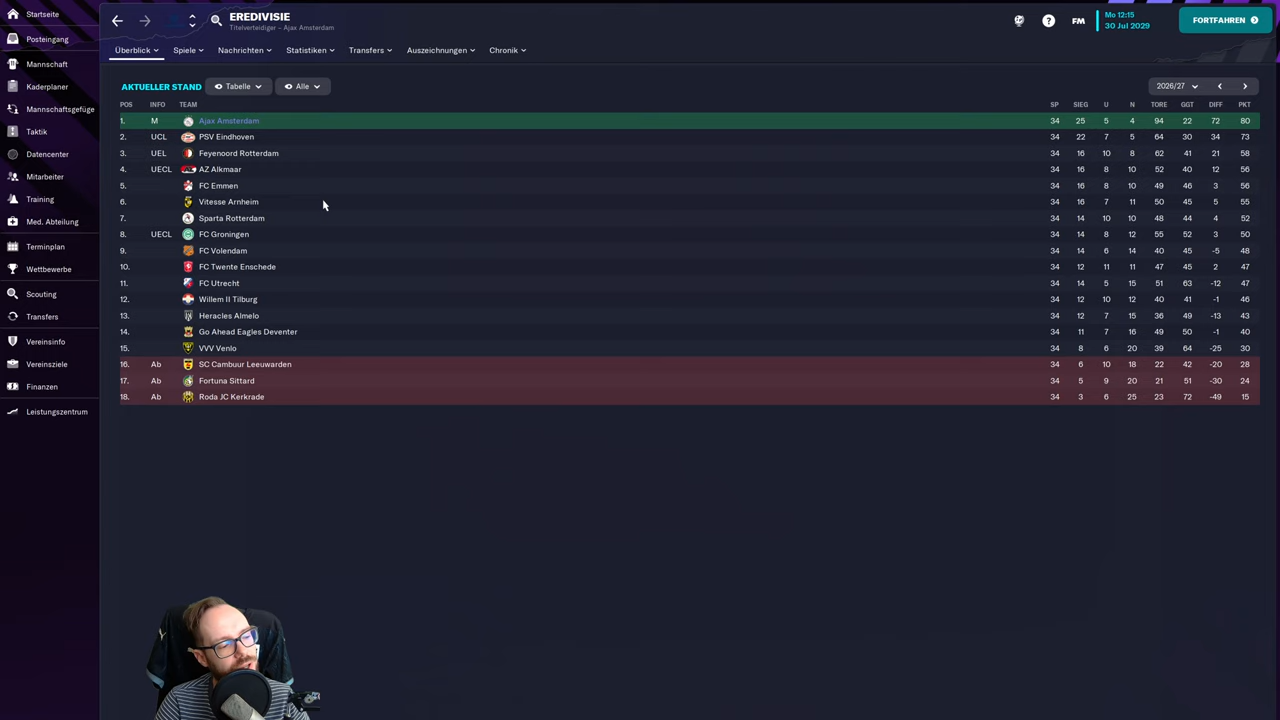 Startseite
Posteingang
Mannschaft
Kaderplaner
Mannschaftsgefüge
Taktik
Datencenter
Mitarbeiter
Training
Med. Abteilung
Terminplan
Wettbewerbe
Scouting
Transfers
Vereinsinfo
Vereinsziele
Finanzen
Leistungszentrum
EREDIVISIE
Titelverteidiger - Ajax Amsterdam
FM
Mo 12:15
30 Jul 2029
FORTFAHREN
Überblick Spiele Nachrichten Statistiken Transfers Auszeichnungen Chronik
AKTUELLER STAND Tabelle Alle 2026/27
POS INFO TEAM SP SIEG U N TORE GGT DIFF PKT
1. M Ajax Amsterdam 34 25 5 4 94 22 72 80
2. UCL PSV Eindhoven 34 22 7 5 64 30 34 73
3. UEL Feyenoord Rotterdam 34 16 10 8 62 41 21 58
4. UECL AZ Alkmaar 34 16 8 10 52 40 12 56
5. FC Emmen 34 16 8 10 49 46 3 56
6. Vitesse Arnheim 34 16 7 11 50 45 5 55
7. Sparta Rotterdam 34 14 10 10 48 44 4 52
8. UECL FC Groningen 34 14 8 12 55 52 3 50
9. FC Volendam 34 14 6 14 40 45 -5 48
10. FC Twente Enschede 34 12 11 11 47 45 2 47
11. FC Utrecht 34 14 5 15 51 63 -12 47
12. Willem II Tilburg 34 12 10 12 40 41 -1 46
13. Heracles Almelo 34 12 7 15 36 49 -13 43
14. Go Ahead Eagles Deventer 34 11 7 16 49 50 -1 40
15. VVV Venlo 34 8 6 20 39 64 -25 30
16. Ab SC Cambuur Leeuwarden 34 6 10 18 22 42 -20 28
17. Ab Fortuna Sittard 34 5 9 20 21 51 -30 24
18. Ab Roda JC Kerkrade 34 3 6 25 23 72 -49 15